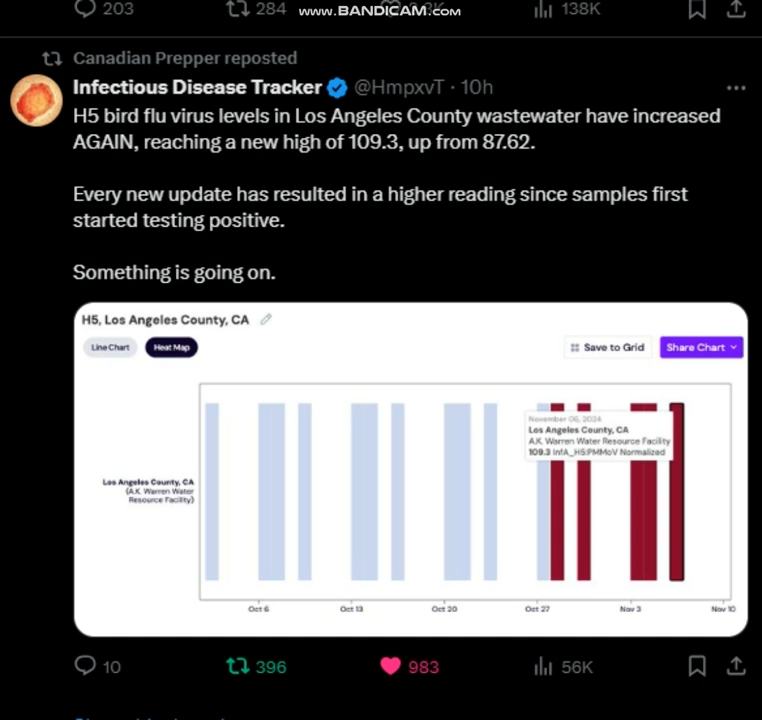 203 284 138K
www.BANDICAM.com
Canadian Prepper reposted
Infectious Disease Tracker @HmpxvT · 10h
H5 bird flu virus levels in Los Angeles County wastewater have increased
AGAIN, reaching a new high of 109.3, up from 87.62.
Every new update has resulted in a higher reading since samples first
started testing positive.
Something is going on.
H5, Los Angeles County, CA
Line Chart Heat Map Save to Grid Share Chart
November 06, 2024
Los Angeles County, CA
A.K. Warren Water Resource Facility
109.3 InfA_H5:PMMoV Normalized
Los Angeles County, CA
(A.K. Warren Water
Resource Facility)
Oct 6 Oct 13 Oct 20 Oct 27 Nov 3 Nov 10
10 396 983 56K